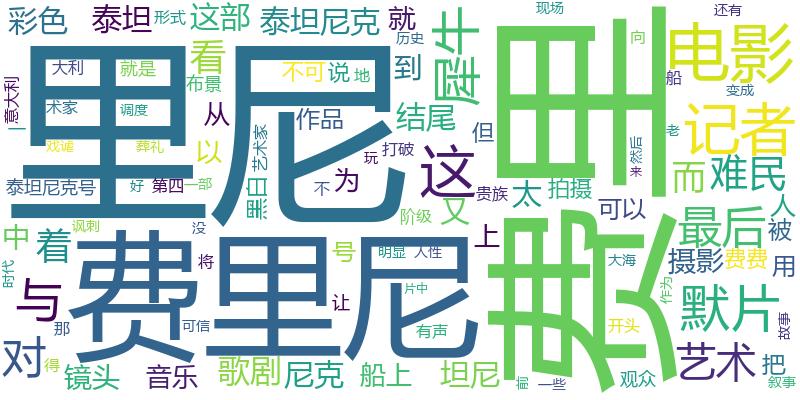 彩色
泰坦
形式
这部
泰坦尼克
就
现场
还有
里尼
费里
犀牛
电影
大利
就是
看
不可
说
地
到
历史
向
船
变成
意大利
术家
调度
布景
从
作品
结尾
但
记者
戏谑
葬礼
以
艺术家
玩
打破
这
老
然后
来
而
难民
泰坦尼克号
好
第四
一部
黑白
不
为
贵族
太
拍摄
可以
人
讽刺
没
阶级
又
最后
被
中
着
费里尼
号
明显
人性
上
大海
摄影
费费
用
时代
与
将
让
片中
作为
默片
那
可信
有声
开头
故事
对
得
镜头
音乐
歌剧
尼克
船上
坦尼
前
一些
观众
艺术
把
叙事